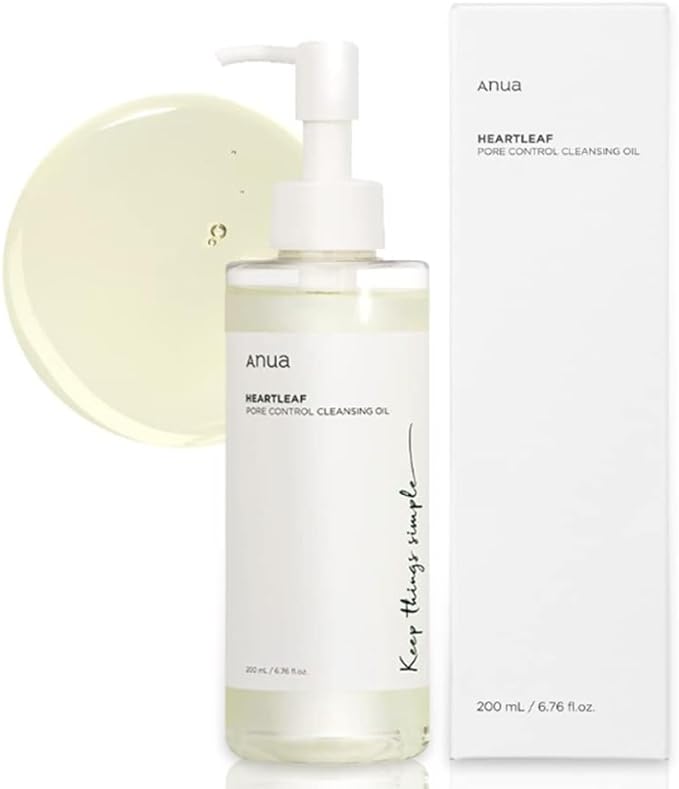 Anua
HEARTLEAF
PORE CONTROL CLEANSING OIL
Keep things simple
200 mL / 6.76 fl.oz.
Anua
HEARTLEAF
PORE CONTROL CLEANSING OIL
200 mL / 6.76 fl.oz.